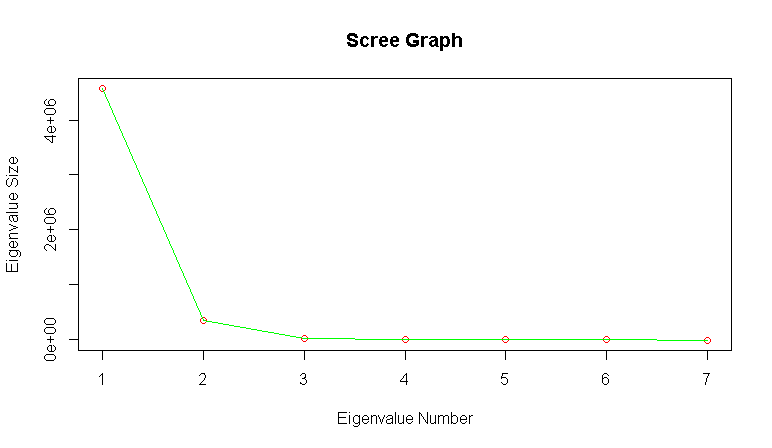 Scree Graph
Eigenvalue Size
4e+06
2e+06
0e+00
1 2 3 4 5 6 7
Eigenvalue Number